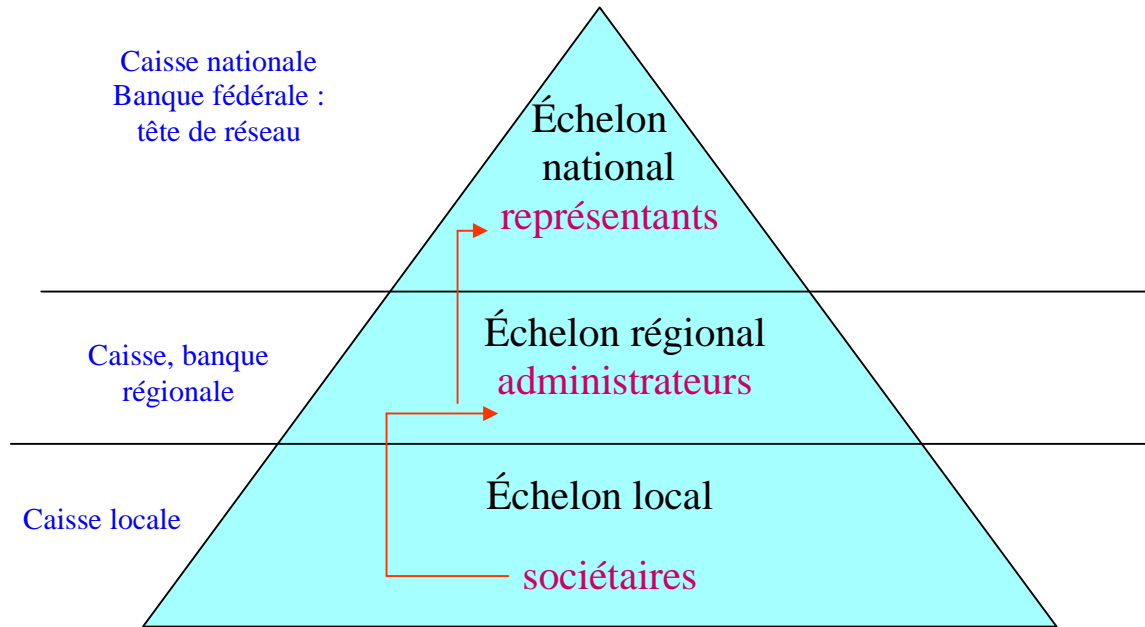 Caisse nationale
Banque fédérale :
tête de réseau
Échelon
national
représentants
Caisse, banque
régionale
Échelon régional
administrateurs
Caisse locale
Échelon local
sociétaires